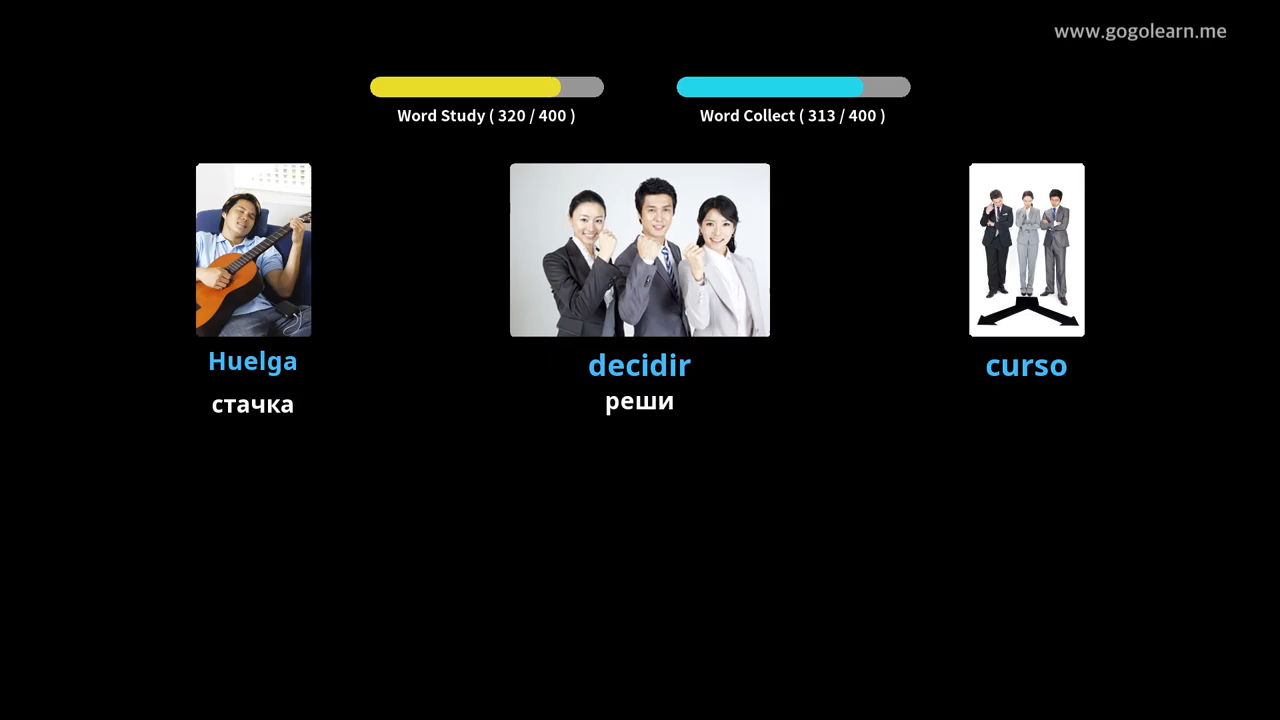 www.gogolearn.me
Word Study ( 320 / 400 )
Word Collect ( 313 / 400 )
Huelga
стачка
decidir
реши
curso